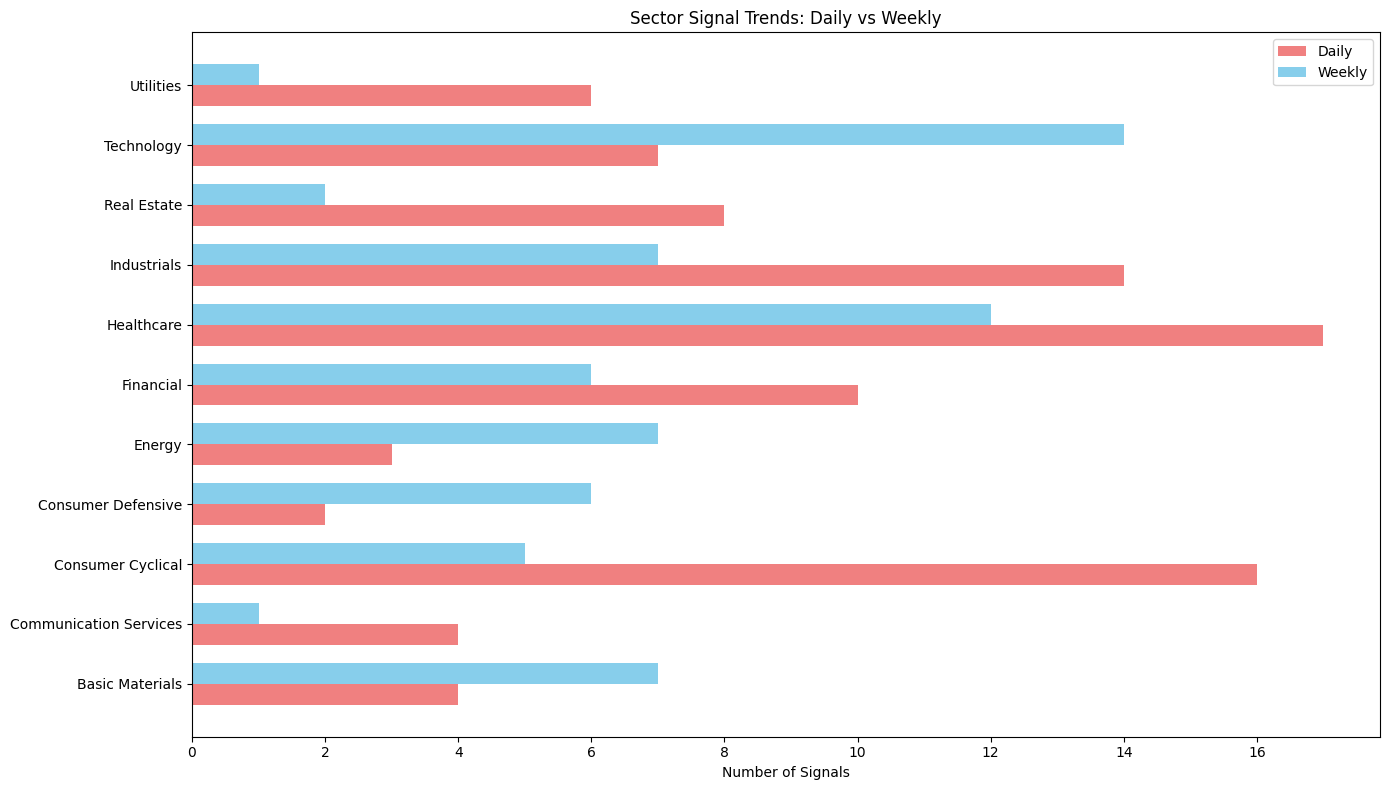 Sector Signal Trends: Daily vs Weekly
Daily
Weekly
Utilities
Technology
Real Estate
Industrials
Healthcare
Financial
Energy
Consumer Defensive
Consumer Cyclical
Communication Services
Basic Materials
0 2 4 6 8 10 12 14 16
Number of Signals